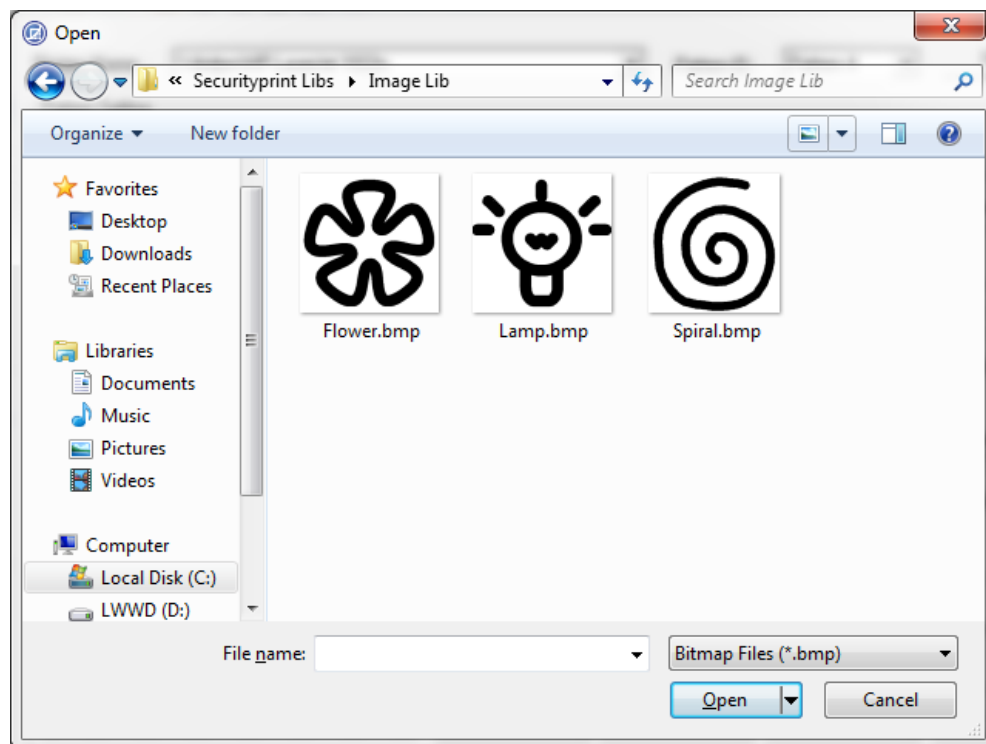 Open
« Securityprint Libs ▸ Image Lib
Search Image Lib
Organize
New folder
Favorites
Desktop
Downloads
Recent Places
Libraries
Documents
Music
Pictures
Videos
Computer
Local Disk (C:)
LWWD (D:)
Flower.bmp
Lamp.bmp
Spiral.bmp
File name:
Bitmap Files (*.bmp)
Open
Cancel